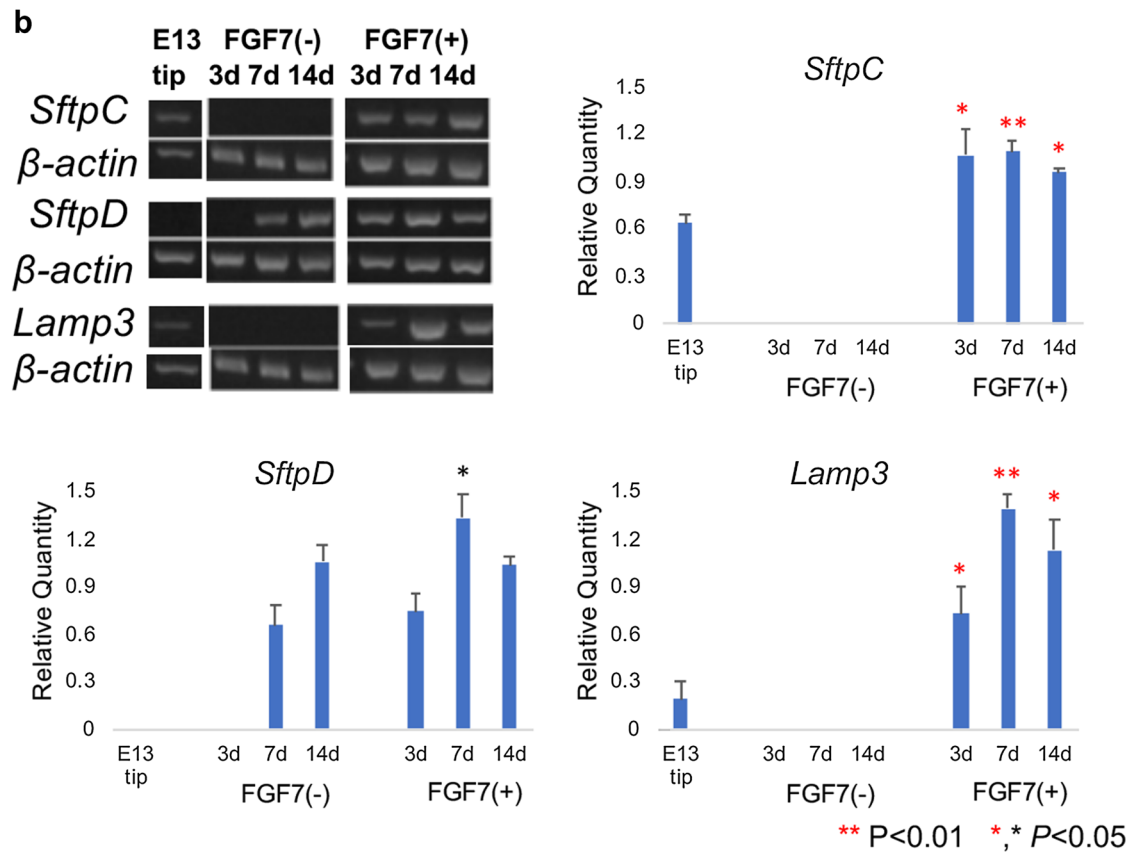 b
E13 FGF7(-) FGF7(+)
tip 3d 7d 14d 3d 7d 14d
SftpC
β-actin
SftpD
β-actin
Lamp3
β-actin
SftpC
Relative Quantity
1.5
1.2
0.9
0.6
0.3
0
* ** *
E13 tip 3d 7d 14d 3d 7d 14d
FGF7(-) FGF7(+)
SftpD
Relative Quantity
1.5
1.2
0.9
0.6
0.3
0
*
E13 tip 3d 7d 14d 3d 7d 14d
FGF7(-) FGF7(+)
Lamp3
Relative Quantity
1.5
1.2
0.9
0.6
0.3
0
* ** *
E13 tip 3d 7d 14d 3d 7d 14d
FGF7(-) FGF7(+)
** P<0.01 *,* P<0.05